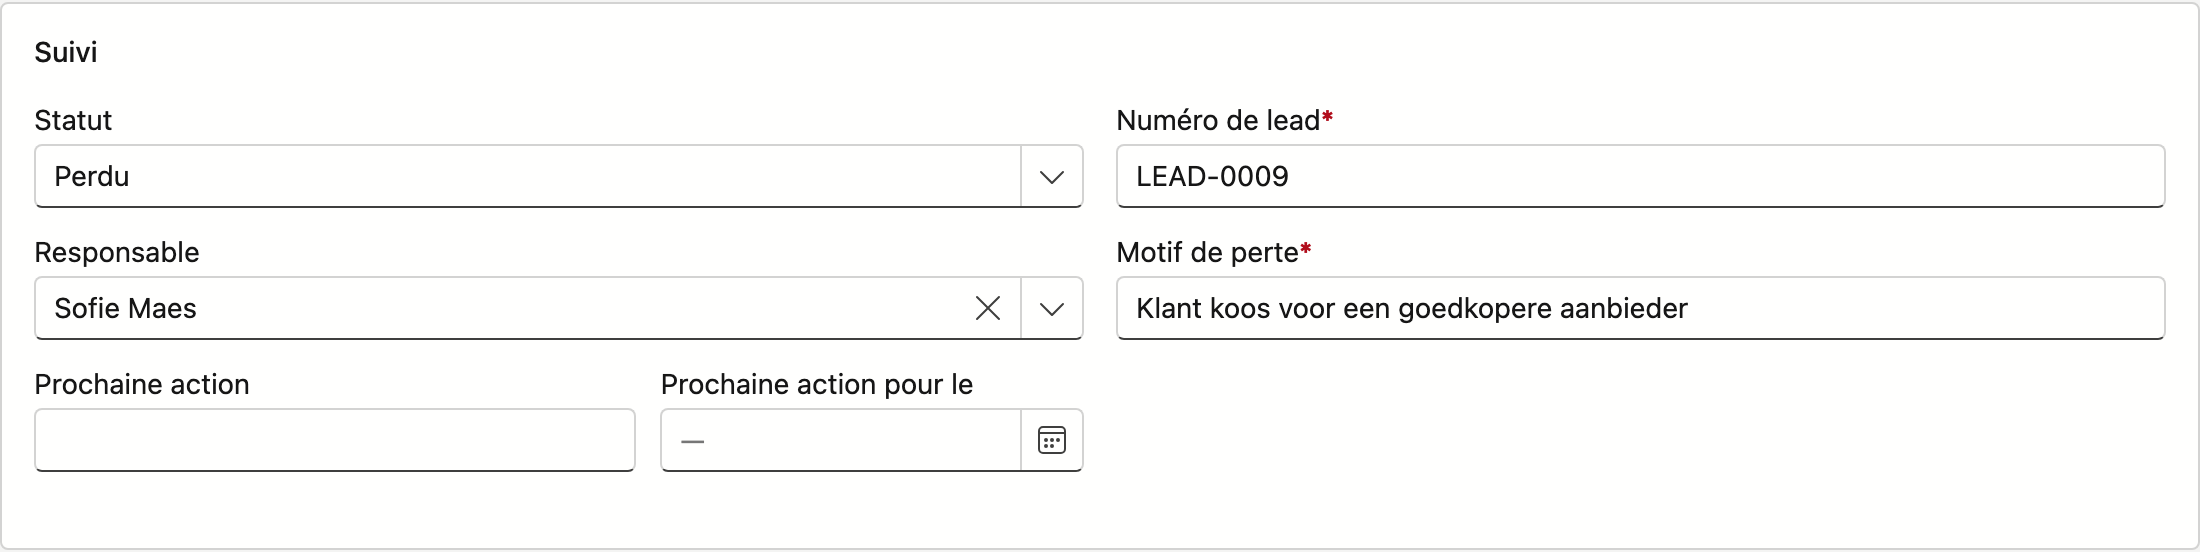 Suivi
Statut
Perdu
Numéro de lead*
LEAD-0009
Responsable
Sofie Maes
Motif de perte*
Klant koos voor een goedkopere aanbieder
Prochaine action
Prochaine action pour le
—